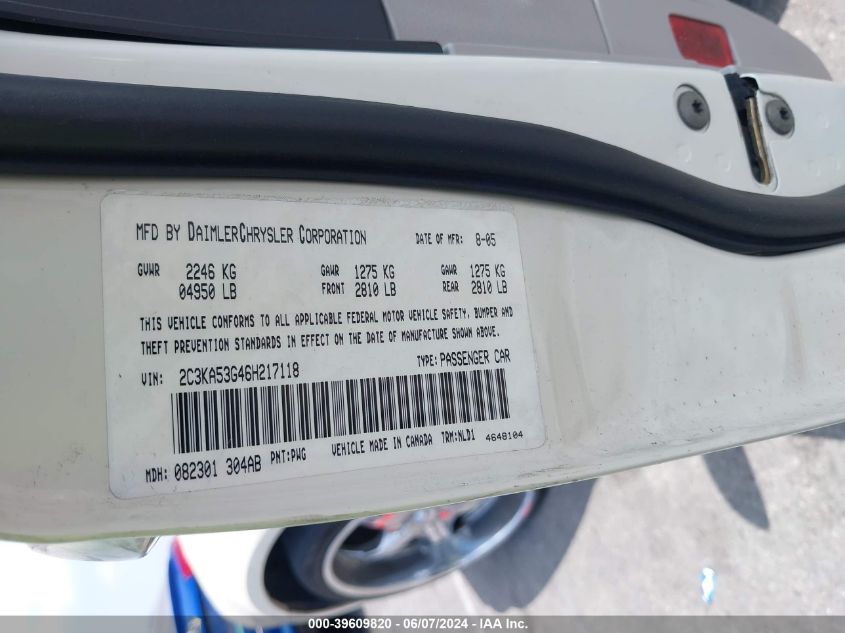 MFD BY DAIMLERCHRYSLER CORPORATION DATE OF MFR: 8-05
GVWR 2246 KG GAWR 1275 KG GAWR 1275 KG
04950 LB FRONT 2810 LB REAR 2810 LB
THIS VEHICLE CONFORMS TO ALL APPLICABLE FEDERAL MOTOR VEHICLE SAFETY, BUMPER AND
THEFT PREVENTION STANDARDS IN EFFECT ON THE DATE OF MANUFACTURE SHOWN ABOVE.
VIN: 2C3KA53G46H217118 TYPE: PASSENGER CAR
MDH: 082301 304AB PNT:PWG VEHICLE MADE IN CANADA TRM:NLD1 4648104
000-39609820 - 06/07/2024 - IAA Inc.